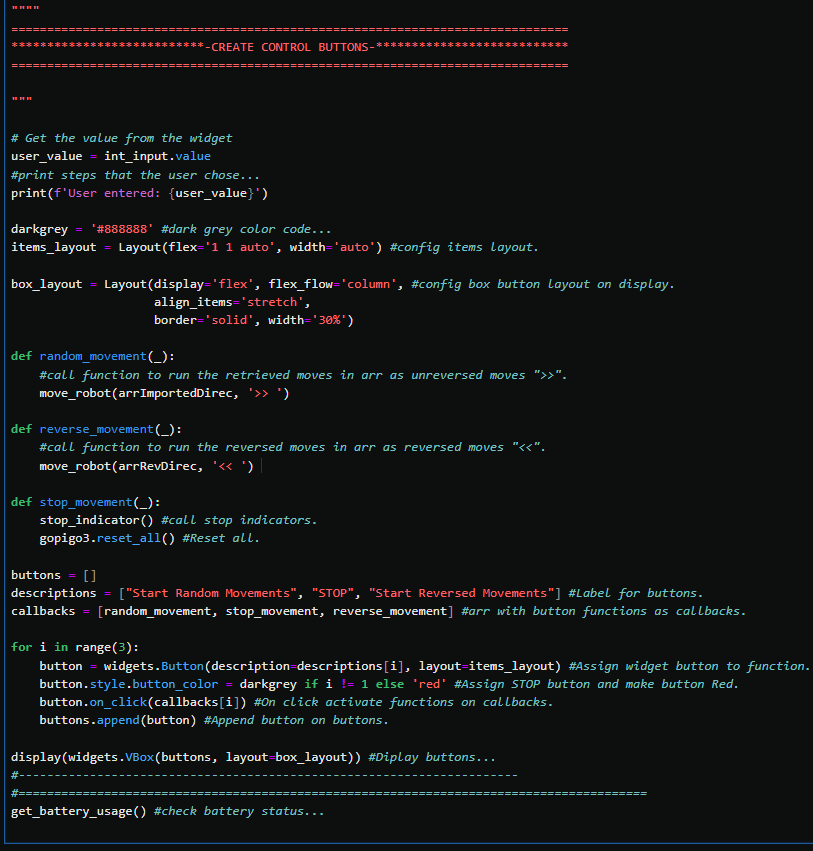 """"
==============================================================================
***************************-CREATE CONTROL BUTTONS-***************************
==============================================================================
"""
# Get the value from the widget
user_value = int_input.value
#print steps that the user chose...
print(f'User entered: {user_value}')
darkgrey = '#888888' #dark grey color code...
items_layout = Layout(flex='1 1 auto', width='auto') #config items layout.
box_layout = Layout(display='flex', flex_flow='column', #config box button layout on display.
                    align_items='stretch',
                    border='solid', width='30%')
def random_movement(_):
    #call function to run the retrieved moves in arr as unreversed moves ">>".
    move_robot(arrImportedDirec, '>> ')
def reverse_movement(_):
    #call function to run the reversed moves in arr as reversed moves "<<".
    move_robot(arrRevDirec, '<< ')
def stop_movement(_):
    stop_indicator() #call stop indicators.
    gopigo3.reset_all() #Reset all.
buttons = []
descriptions = ["Start Random Movements", "STOP", "Start Reversed Movements"] #Label for buttons.
callbacks = [random_movement, stop_movement, reverse_movement] #arr with button functions as callbacks.
for i in range(3):
    button = widgets.Button(description=descriptions[i], layout=items_layout) #Assign widget button to function.
    button.style.button_color = darkgrey if i != 1 else 'red' #Assign STOP button and make button Red.
    button.on_click(callbacks[i]) #On click activate functions on callbacks.
    buttons.append(button) #Append button on buttons.
display(widgets.VBox(buttons, layout=box_layout)) #Diplay buttons...
#----------------------------------------------------------------------
#========================================================================================
get_battery_usage() #check battery status...